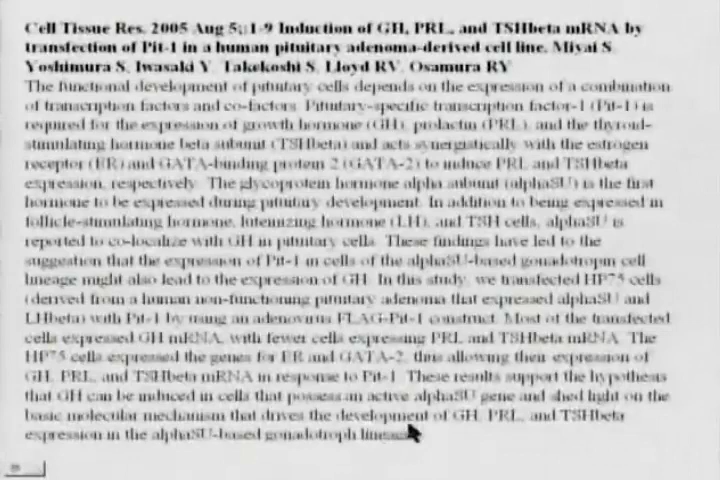 Cell Tissue Res. 2005 Aug 5;:1-9 Induction of GH, PRL, and TSHbeta mRNA by
transfection of Pit-1 in a human pituitary adenoma-derived cell line. Miyai S,
Yoshimura S, Iwasaki Y, Takekoshi S, Lloyd RV, Osamura RY
The functional development of pituitary cells depends on the expression of a combination
of transcription factors and co-factors. Pituitary-specific transcription factor-1 (Pit-1) is
required for the expression of growth hormone (GH), prolactin (PRL), and the thyroid-
stimulating hormone beta subunit (TSHbeta) and acts synergistically with the estrogen
receptor (ER) and GATA-binding protein 2 (GATA-2) to induce PRL and TSHbeta
expression, respectively. The glycoprotein hormone alpha subunit (alphaSU) is the first
hormone to be expressed during pituitary development. In addition to being expressed in
follicle-stimulating hormone, luteinizing hormone (LH), and TSH cells, alphaSU is
reported to co-localize with GH in pituitary cells. These findings have led to the
suggestion that the expression of Pit-1 in cells of the alphaSU-based gonadotropin cell
lineage might also lead to the expression of GH. In this study, we transfected HP75 cells
(derived from a human non-functioning pituitary adenoma that expressed alphaSU and
LHbeta) with Pit-1 by using an adenovirus FLAG-Pit-1 construct. Most of the transfected
cells expressed GH mRNA, with fewer cells expressing PRL and TSHbeta mRNA. The
HP75 cells expressed the genes for ER and GATA-2, thus allowing then expression of
GH, PRL, and TSHbeta mRNA in response to Pit-1. These results support the hypothesis
that GH can be induced in cells that possess an active alphaSU gene and shed light on the
basic molecular mechanism that drives the development of GH, PRL, and TSHbeta
expression in the alphaSU-based gonadotroph lineage